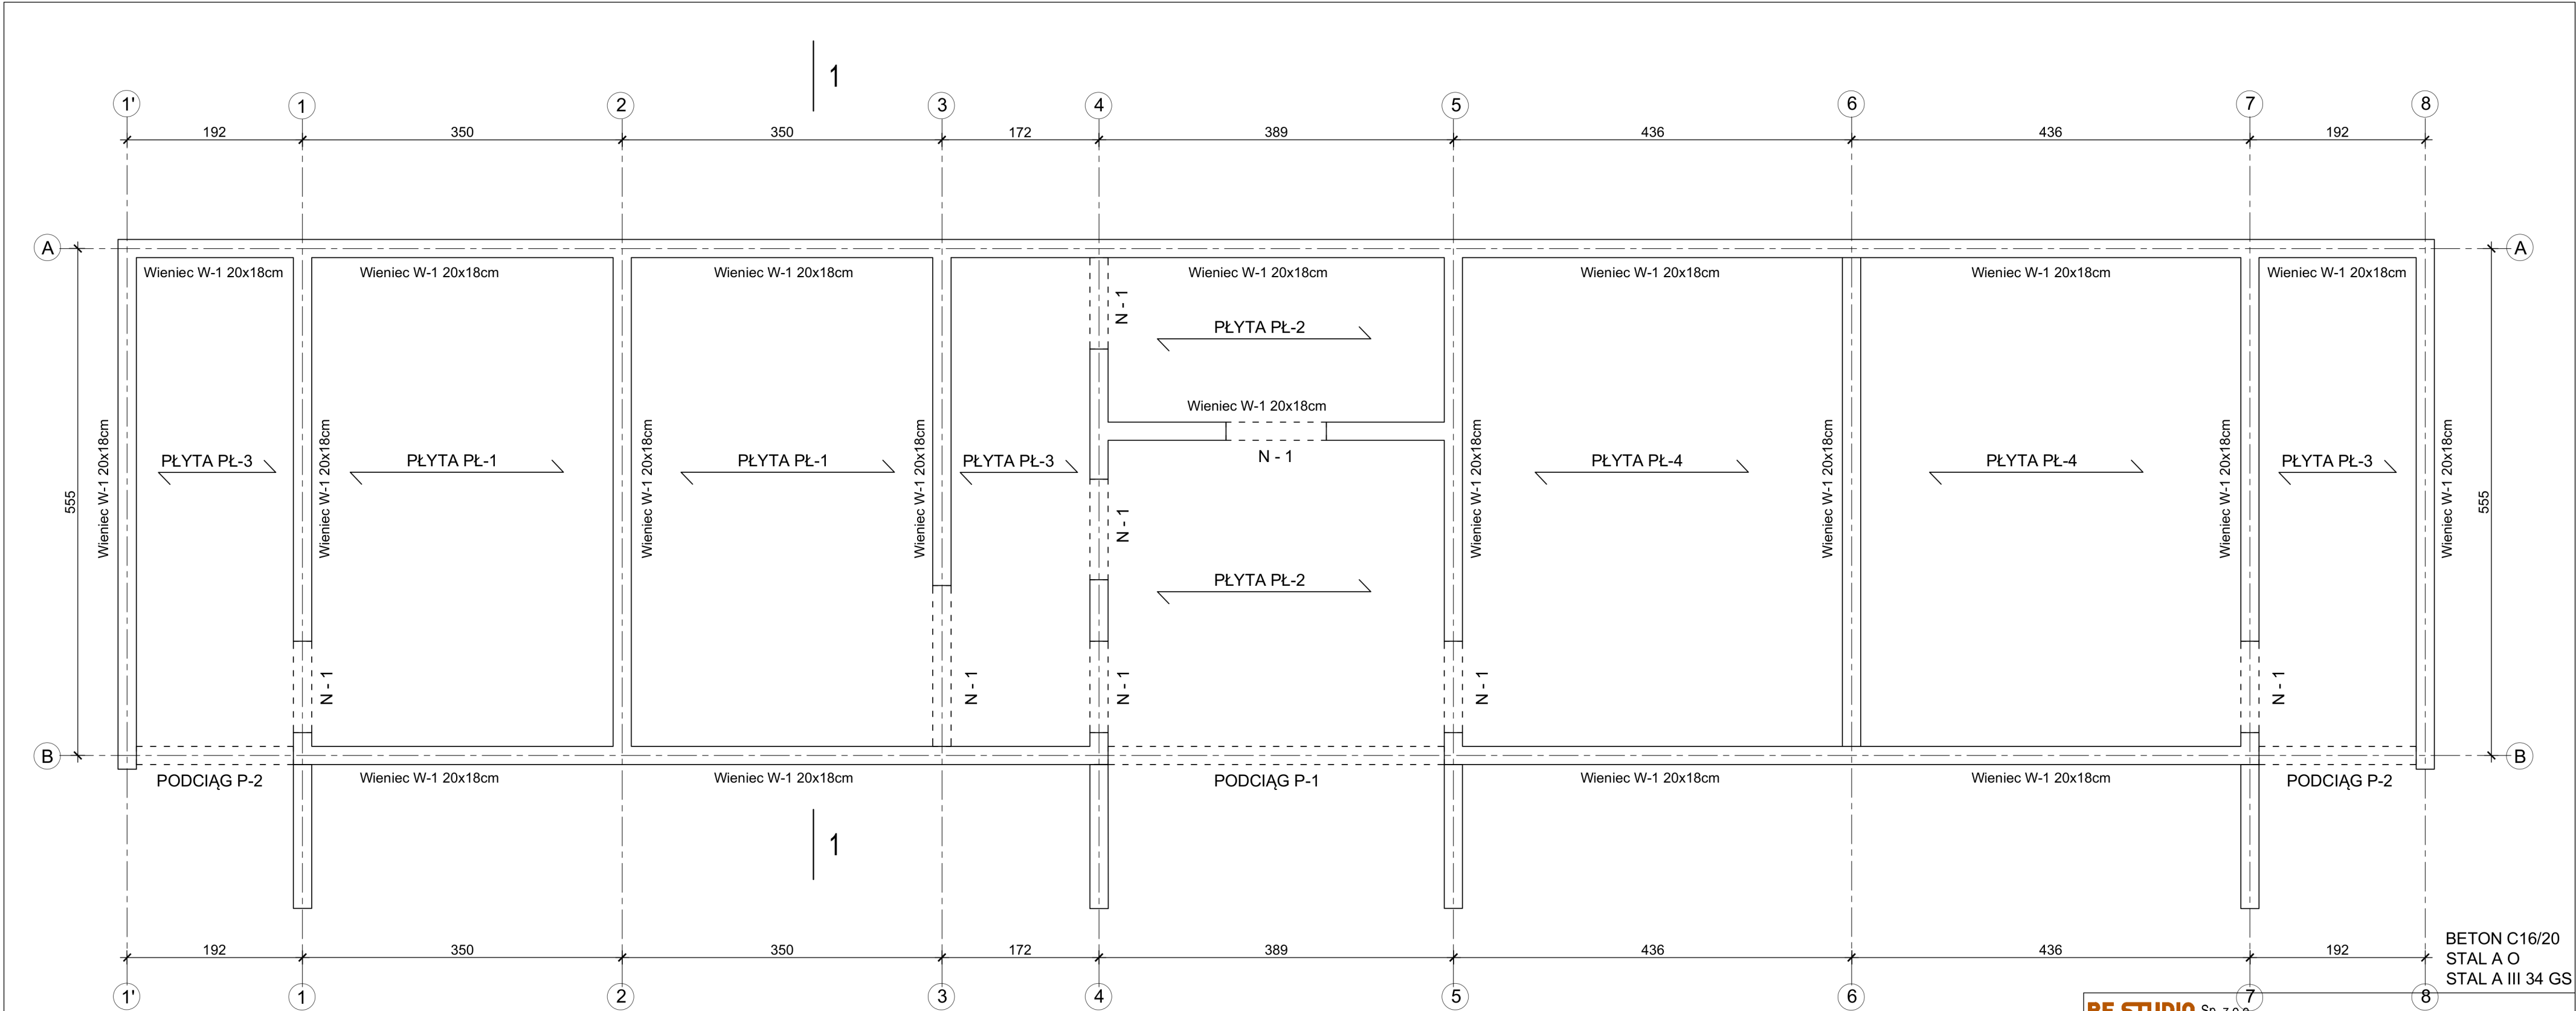 1
1' 1 2 3 4 5 6 7 8
192 350 350 172 389 436 436 192
A A
Wieniec W-1 20x18cm Wieniec W-1 20x18cm Wieniec W-1 20x18cm Wieniec W-1 20x18cm Wieniec W-1 20x18cm Wieniec W-1 20x18cm Wieniec W-1 20x18cm
N - 1
PŁYTA PŁ-2
Wieniec W-1 20x18cm
N - 1
PŁYTA PŁ-3 PŁYTA PŁ-1 PŁYTA PŁ-1 PŁYTA PŁ-3 PŁYTA PŁ-4 PŁYTA PŁ-4 PŁYTA PŁ-3
555 Wieniec W-1 20x18cm Wieniec W-1 20x18cm Wieniec W-1 20x18cm Wieniec W-1 20x18cm Wieniec W-1 20x18cm Wieniec W-1 20x18cm Wieniec W-1 20x18cm Wieniec W-1 20x18cm 555
N - 1
PŁYTA PŁ-2
N - 1 N - 1 N - 1 N - 1 N - 1
B B
PODCIĄG P-2 Wieniec W-1 20x18cm Wieniec W-1 20x18cm PODCIĄG P-1 Wieniec W-1 20x18cm Wieniec W-1 20x18cm PODCIĄG P-2
1
192 350 350 172 389 436 436 192
BETON C16/20
STAL A O
STAL A III 34 GS
1' 1 2 3 4 5 6 7 8
BE STUDIO Sp. z o.o.